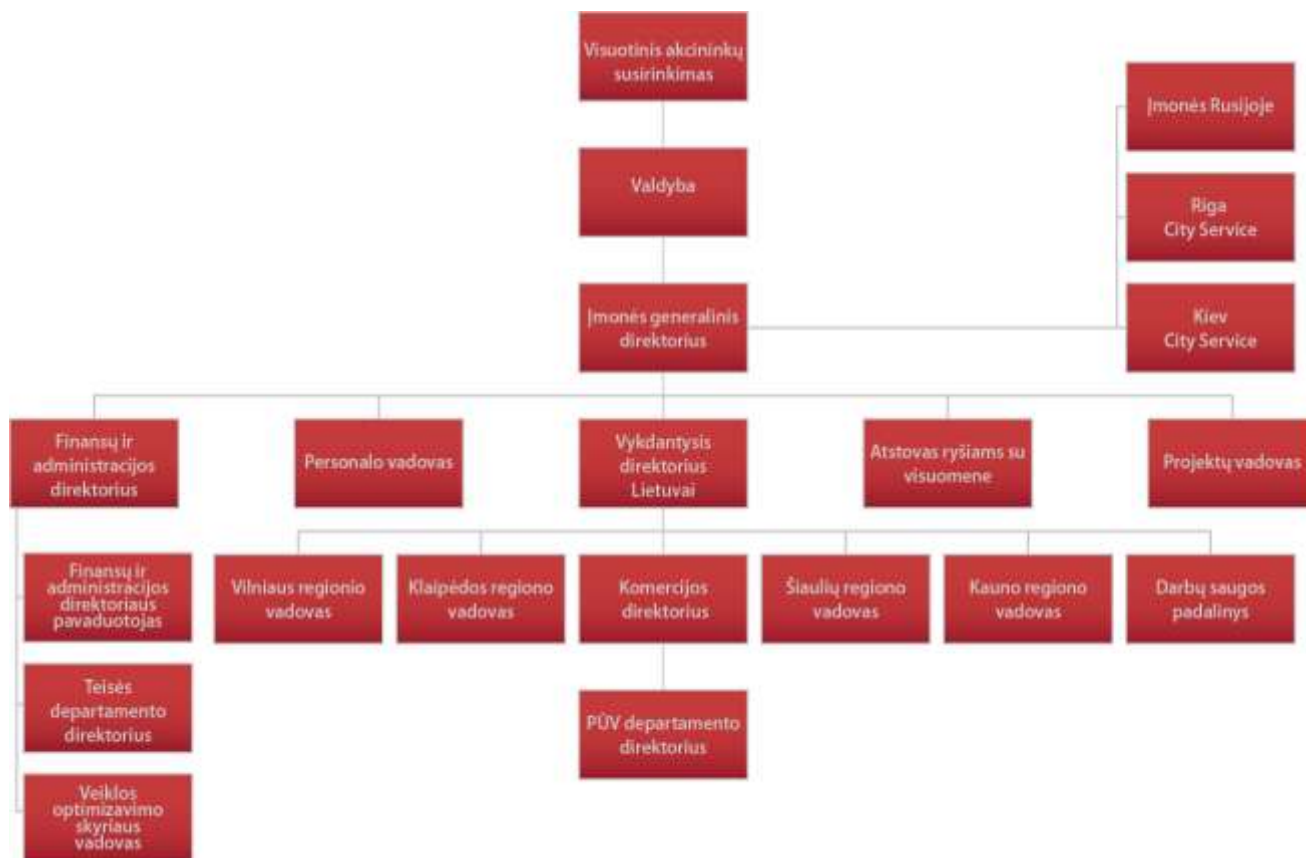 Visuotinis akcininkų
susirinkimas
Įmonės Rusijoje
Valdyba
Riga
City Service
Įmonės generalinis
direktorius
Kiev
City Service
Finansų ir
administracijos
direktorius
Personalo vadovas
Vykdantysis
direktorius
Lietuvai
Atstovas ryšiams su
visuomene
Projektų vadovas
Finansų ir
administracijos
direktoriaus
pavaduotojas
Vilniaus regionio
vadovas
Klaipėdos regiono
vadovas
Komercijos
direktorius
Šiaulių regiono
vadovas
Kauno regiono
vadovas
Darbų saugos
padalinys
Teisės
departamento
direktorius
PŪV departamento
direktorius
Veiklos
optimizavimo
skyriaus
vadovas